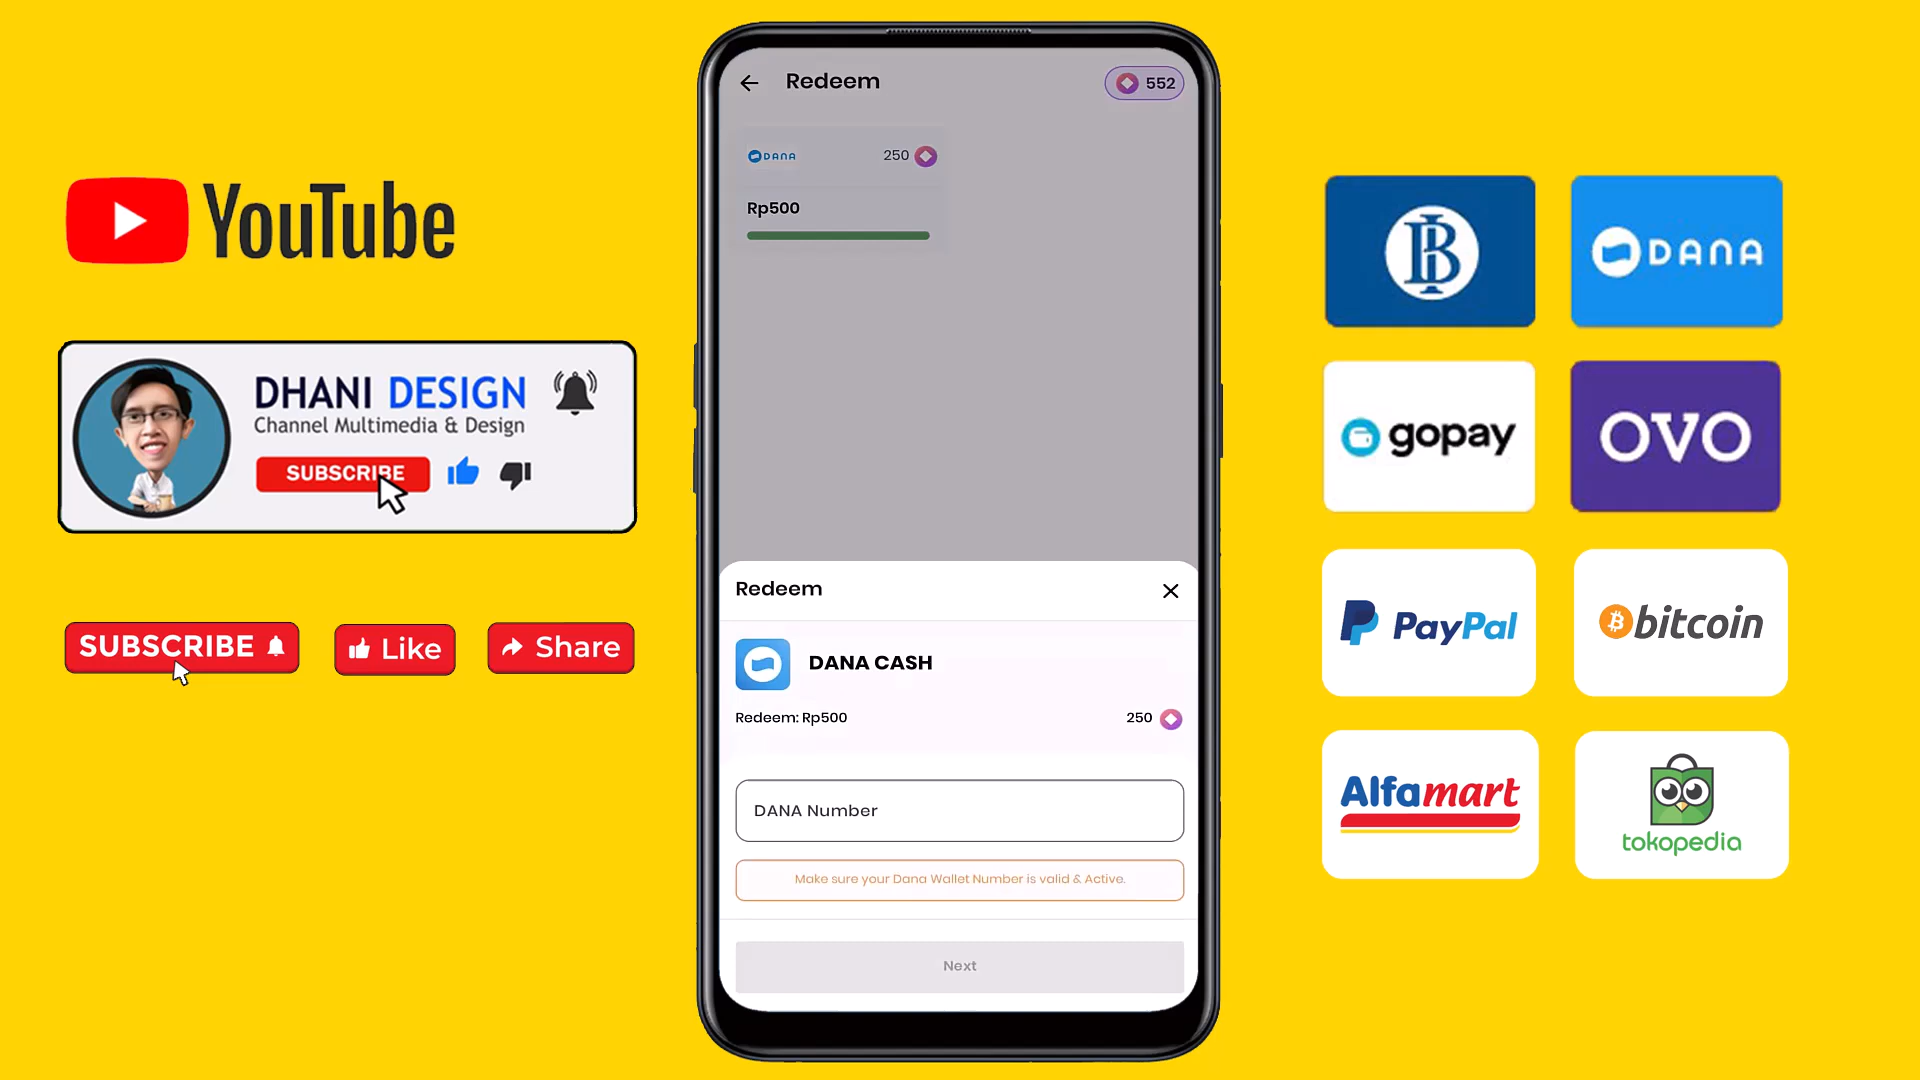 YouTube
DHANI DESIGN
Channel Multimedia & Design
SUBSCRIBE
SUBSCRIBE
Like
Share
Redeem
552
DANA
250
Rp500
Redeem
DANA CASH
Redeem: Rp500
250
DANA Number
Make sure your Dana Wallet Number is valid & Active.
Next
BI
DANA
gopay
OVO
PayPal
bitcoin
Alfamart
tokopedia